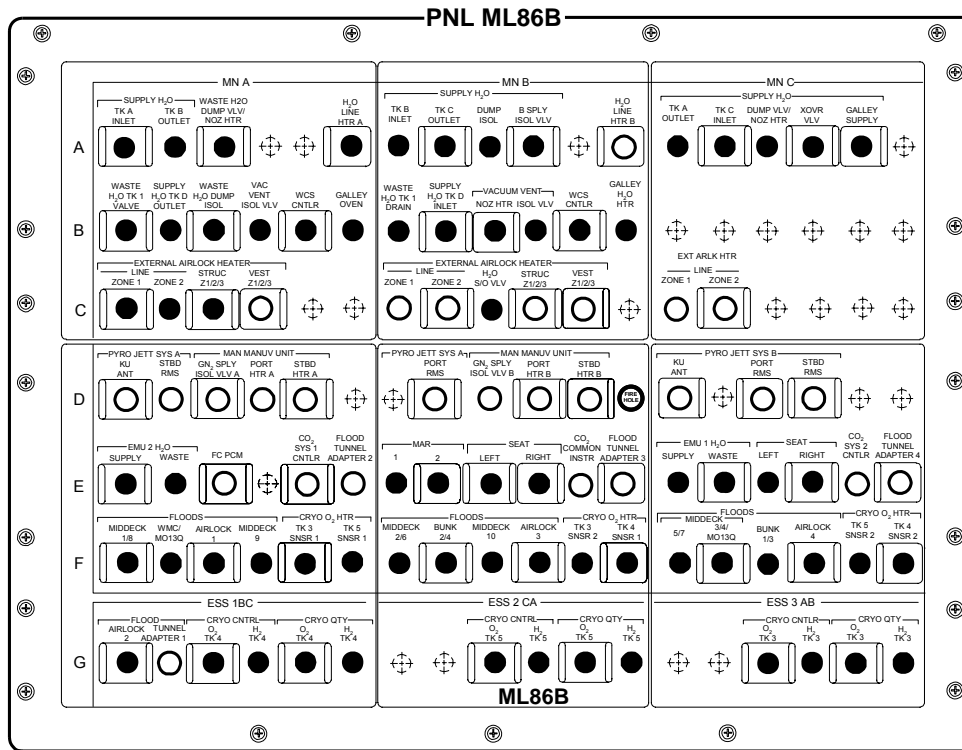 PNL ML86B
MN A
MN B
MN C
SUPPLY H2O
SUPPLY H2O
SUPPLY H2O
A
TK A
INLET
TK B
OUTLET
WASTE H2O
DUMP VLV/
NOZ HTR
H2O
LINE
HTR A
TK B
INLET
TK C
OUTLET
DUMP
ISOL
B SPLY
ISOL VLV
H2O
LINE
HTR B
TK A
OUTLET
TK C
INLET
DUMP VLV/
NOZ HTR
XOVR
VLV
GALLEY
SUPPLY
B
WASTE
H2O TK 1
VALVE
SUPPLY
H2O TK D
OUTLET
WASTE
H2O DUMP
ISOL
VAC
VENT
ISOL VLV
WCS
CNTLR
GALLEY
OVEN
WASTE
H2O TK 1
DRAIN
SUPPLY
H2O TK D
INLET
VACUUM VENT
NOZ HTR
ISOL VLV
WCS
CNTLR
GALLEY
H2O
HTR
C
EXTERNAL AIRLOCK HEATER
LINE
ZONE 1
ZONE 2
STRUC
Z1/2/3
VEST
Z1/2/3
EXTERNAL AIRLOCK HEATER
LINE
ZONE 1
ZONE 2
H2O
S/O VLV
STRUC
Z1/2/3
VEST
Z1/2/3
EXT ARLK HTR
LINE
ZONE 1
ZONE 2
D
PYRO JETT SYS A
KU
ANT
STBD
RMS
MAN MANUV UNIT
GN2 SPLY
ISOL VLV A
PORT
HTR A
STBD
HTR A
PYRO JETT SYS A
PORT
RMS
MAN MANUV UNIT
GN2 SPLY
ISOL VLV B
PORT
HTR B
STBD
HTR B
FIRE
HOLE
PYRO JETT SYS B
KU
ANT
PORT
RMS
STBD
RMS
E
EMU 2 H2O
SUPPLY
WASTE
FC PCM
CO2
SYS 1
CNTLR
FLOOD
TUNNEL
ADAPTER 2
MAR
1
2
SEAT
LEFT
RIGHT
CO2
COMMON
INSTR
FLOOD
TUNNEL
ADAPTER 3
EMU 1 H2O
SUPPLY
WASTE
SEAT
LEFT
RIGHT
CO2
SYS 2
CNTLR
FLOOD
TUNNEL
ADAPTER 4
F
FLOODS
MIDDECK
1/8
WMC/
MO13Q
AIRLOCK
1
MIDDECK
9
CRYO O2 HTR
TK 3
SNSR 1
TK 5
SNSR 1
FLOODS
MIDDECK
2/6
BUNK
2/4
MIDDECK
10
AIRLOCK
3
CRYO O2 HTR
TK 3
SNSR 2
TK 4
SNSR 1
FLOODS
MIDDECK
5/7
3/4/
MO13Q
BUNK
1/3
AIRLOCK
4
CRYO O2 HTR
TK 5
SNSR 2
TK 4
SNSR 2
ESS 1BC
ESS 2 CA
ESS 3 AB
G
FLOOD
AIRLOCK
2
TUNNEL
ADAPTER 1
CRYO CNTRL
O2
TK 4
H2
TK 4
CRYO QTY
O2
TK 4
H2
TK 4
CRYO CNTRL
O2
TK 5
H2
TK 5
CRYO QTY
O2
TK 5
H2
TK 5
CRYO CNTLR
O2
TK 3
H2
TK 3
CRYO QTY
O2
TK 3
H2
TK 3
ML86B